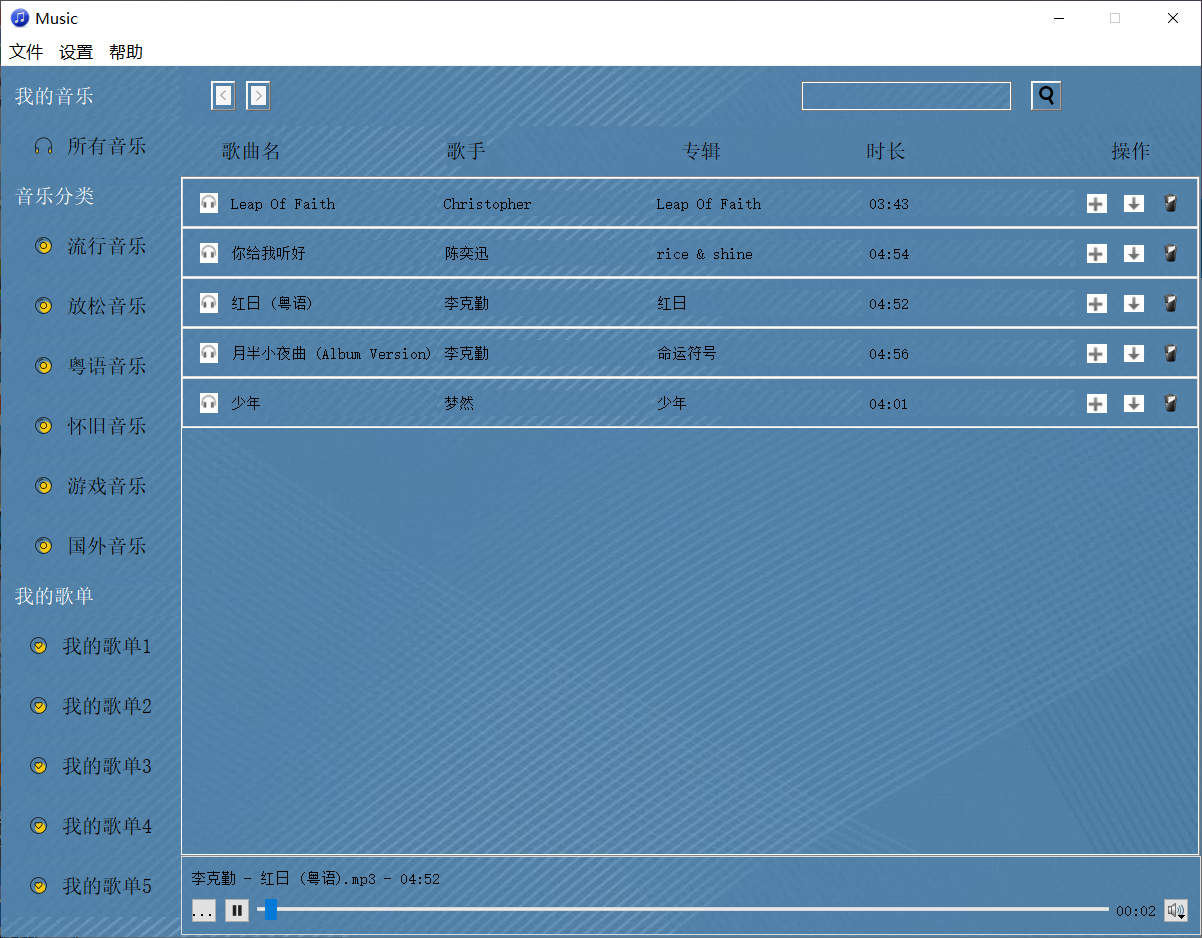 Music
文件 设置 帮助
我的音乐
所有音乐
音乐分类
流行音乐
放松音乐
粤语音乐
怀旧音乐
游戏音乐
国外音乐
我的歌单
我的歌单1
我的歌单2
我的歌单3
我的歌单4
我的歌单5
歌曲名 歌手 专辑 时长 操作
Leap Of Faith Christopher Leap Of Faith 03:43
你给我听好 陈奕迅 rice & shine 04:54
红日 (粤语) 李克勤 红日 04:52
月半小夜曲 (Album Version) 李克勤 命运符号 04:56
少年 梦然 少年 04:01
李克勤 - 红日 (粤语).mp3 - 04:52
... 00:02